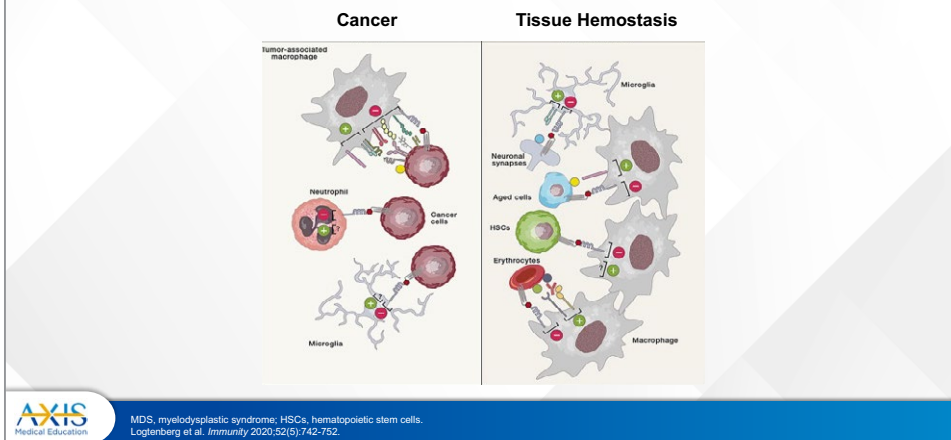 Cancer
Tissue Hemostasis
Tumor-associated
macrophage
Neutrophil
Cancer
cells
Microglia
Microglia
Neuronal
synapses
Aged cells
HSCs
Erythrocytes
Macrophage
AXIS
Medical Education
MDS, myelodysplastic syndrome; HSCs, hematopoietic stem cells.
Logtenberg et al. Immunity 2020;52(5):742-752.